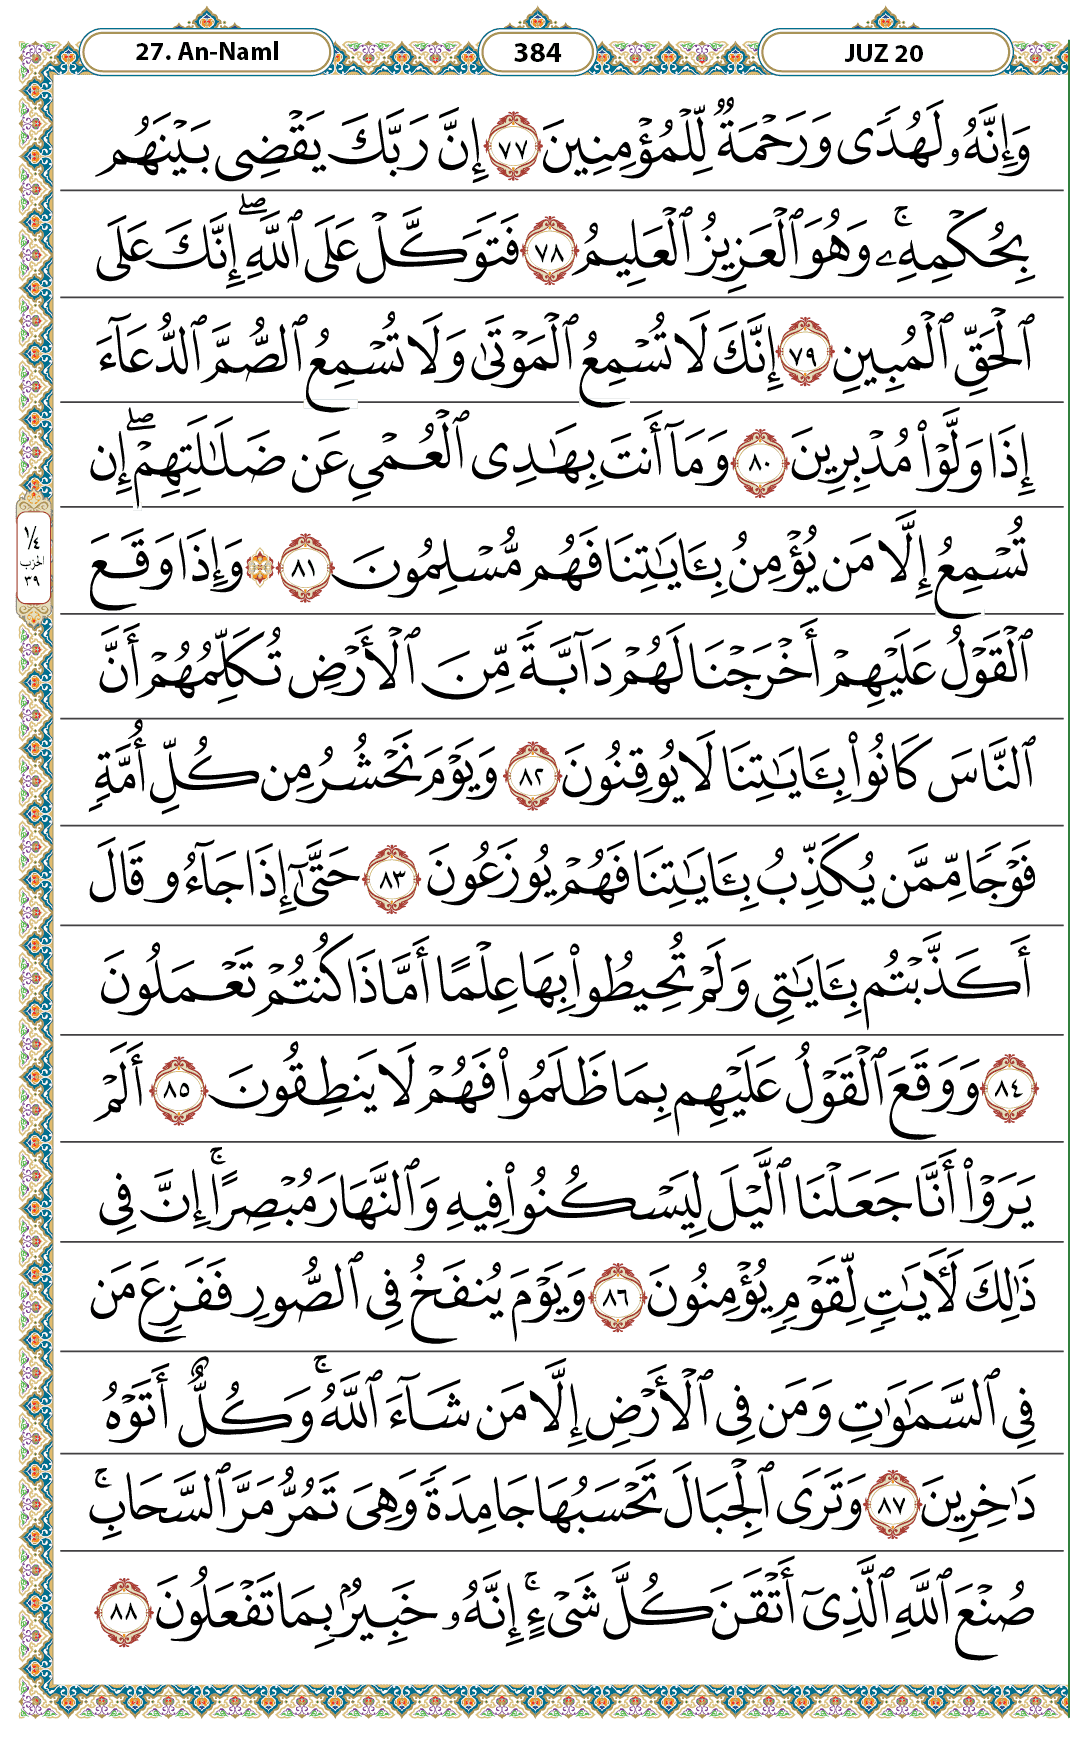 27. An-Naml
384
JUZ 20
وَإِنَّهُۥ لَهُدٗى وَرَحۡمَةٞ لِّلۡمُؤۡمِنِينَ ٧٧ إِنَّ رَبَّكَ يَقۡضِي بَيۡنَهُم
بِحُكۡمِهِۦۚ وَهُوَ ٱلۡعَزِيزُ ٱلۡعَلِيمُ ٧٨ فَتَوَكَّلۡ عَلَى ٱللَّهِۖ إِنَّكَ عَلَى
ٱلۡحَقِّ ٱلۡمُبِينِ ٧٩ إِنَّكَ لَا تُسۡمِعُ ٱلۡمَوۡتَىٰ وَلَا تُسۡمِعُ ٱلصُّمَّ ٱلدُّعَآءَ
إِذَا وَلَّوۡاْ مُدۡبِرِينَ ٨٠ وَمَآ أَنتَ بِهَٰدِي ٱلۡعُمۡيِ عَن ضَلَٰلَتِهِمۡۖ إِن
تُسۡمِعُ إِلَّا مَن يُؤۡمِنُ بِـَٔايَٰتِنَا فَهُم مُّسۡلِمُونَ ٨١ ۞ وَإِذَا وَقَعَ
ٱلۡقَوۡلُ عَلَيۡهِمۡ أَخۡرَجۡنَا لَهُمۡ دَآبَّةٗ مِّنَ ٱلۡأَرۡضِ تُكَلِّمُهُمۡ أَنَّ
ٱلنَّاسَ كَانُواْ بِـَٔايَٰتِنَا لَا يُوقِنُونَ ٨٢ وَيَوۡمَ نَحۡشُرُ مِن كُلِّ أُمَّةٖ
فَوۡجٗا مِّمَّن يُكَذِّبُ بِـَٔايَٰتِنَا فَهُمۡ يُوزَعُونَ ٨٣ حَتَّىٰٓ إِذَا جَآءُو قَالَ
أَكَذَّبۡتُم بِـَٔايَٰتِي وَلَمۡ تُحِيطُواْ بِهَا عِلۡمًا أَمَّاذَا كُنتُمۡ تَعۡمَلُونَ
٨٤ وَوَقَعَ ٱلۡقَوۡلُ عَلَيۡهِم بِمَا ظَلَمُواْ فَهُمۡ لَا يَنطِقُونَ ٨٥ أَلَمۡ
يَرَوۡاْ أَنَّا جَعَلۡنَا ٱلَّيۡلَ لِيَسۡكُنُواْ فِيهِ وَٱلنَّهَارَ مُبۡصِرًاۚ إِنَّ فِي
ذَٰلِكَ لَأٓيَٰتٖ لِّقَوۡمٖ يُؤۡمِنُونَ ٨٦ وَيَوۡمَ يُنفَخُ فِي ٱلصُّورِ فَفَزِعَ مَن
فِي ٱلسَّمَٰوَٰتِ وَمَن فِي ٱلۡأَرۡضِ إِلَّا مَن شَآءَ ٱللَّهُۚ وَكُلٌّ أَتَوۡهُ
دَٰخِرِينَ ٨٧ وَتَرَى ٱلۡجِبَالَ تَحۡسَبُهَا جَامِدَةٗ وَهِيَ تَمُرُّ مَرَّ ٱلسَّحَابِۚ
صُنۡعَ ٱللَّهِ ٱلَّذِيٓ أَتۡقَنَ كُلَّ شَيۡءٍۚ إِنَّهُۥ خَبِيرُۢ بِمَا تَفۡعَلُونَ ٨٨
١/٤
الحزب
٣٩